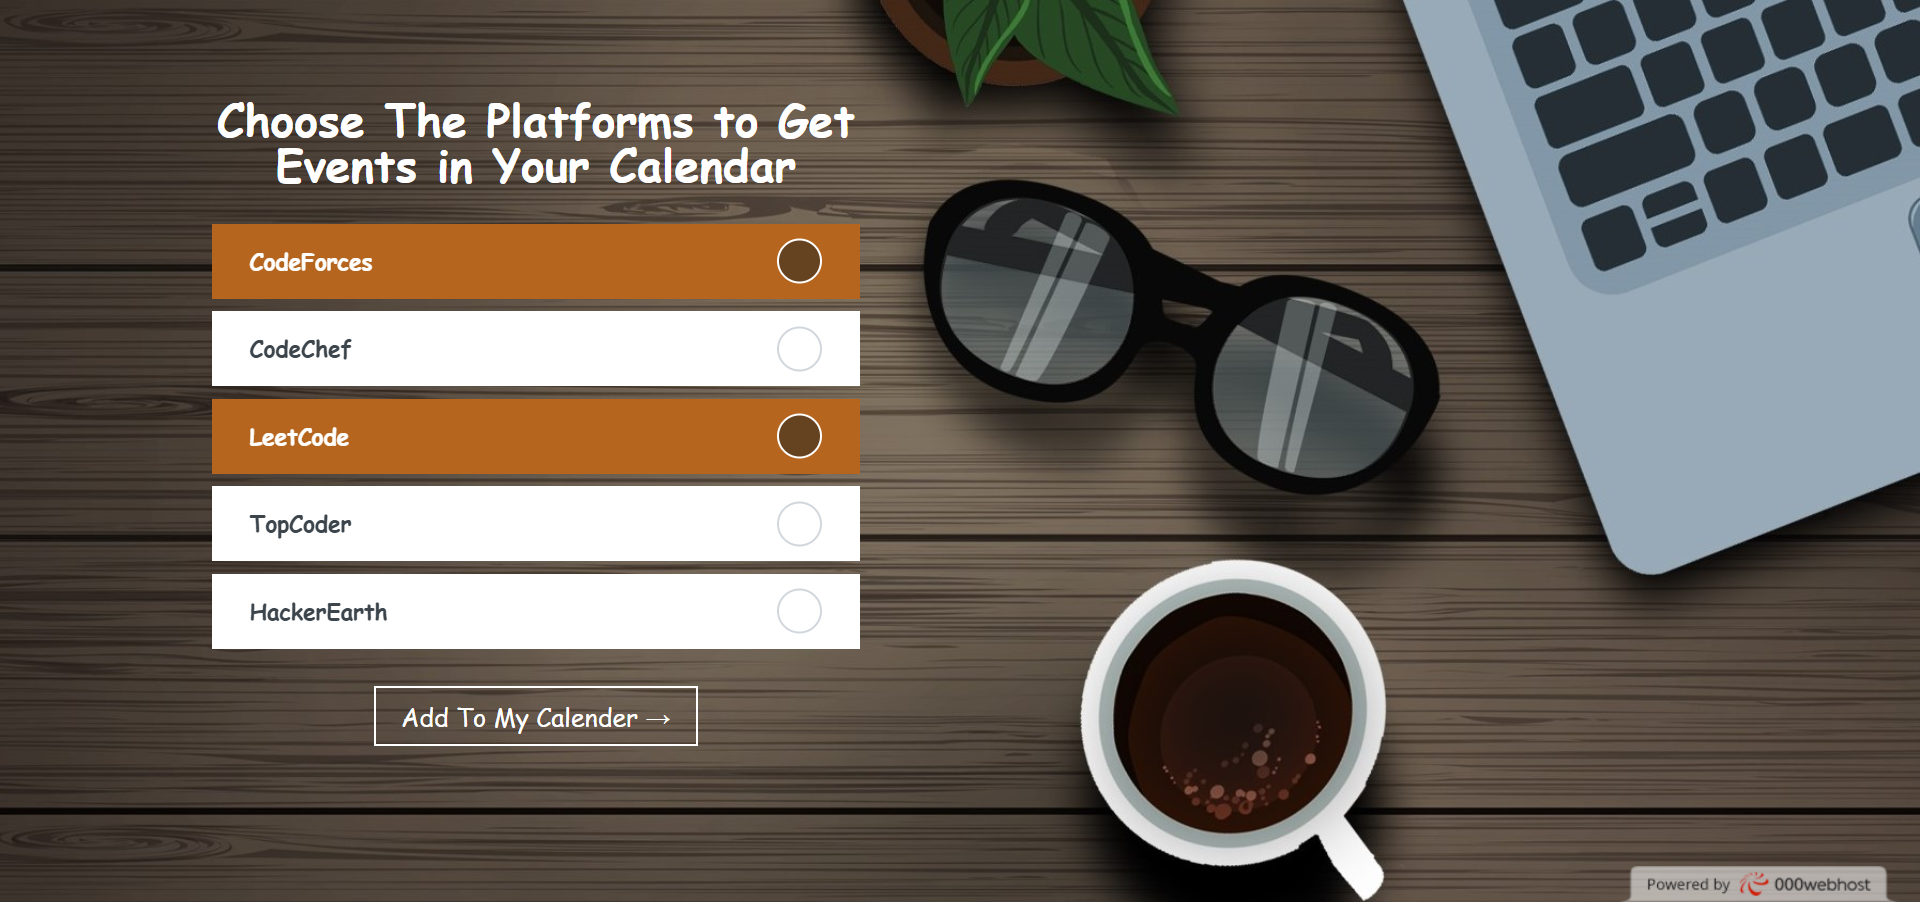 Choose The Platforms to Get
Events in Your Calendar
CodeForces
CodeChef
LeetCode
TopCoder
HackerEarth
Add To My Calender →
Powered by 000webhost